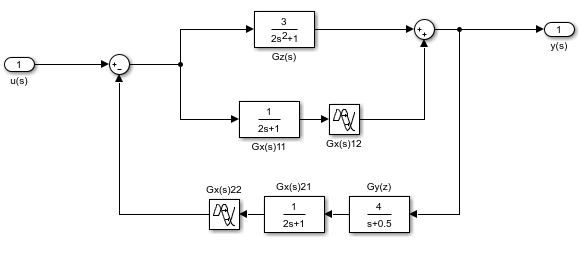 3
2s²+1
Gz(s)
1
u(s)
+
−
+
+
1
y(s)
1
2s+1
Gx(s)11
Gx(s)12
Gx(s)22
Gx(s)21
1
2s+1
Gy(z)
4
s+0.5